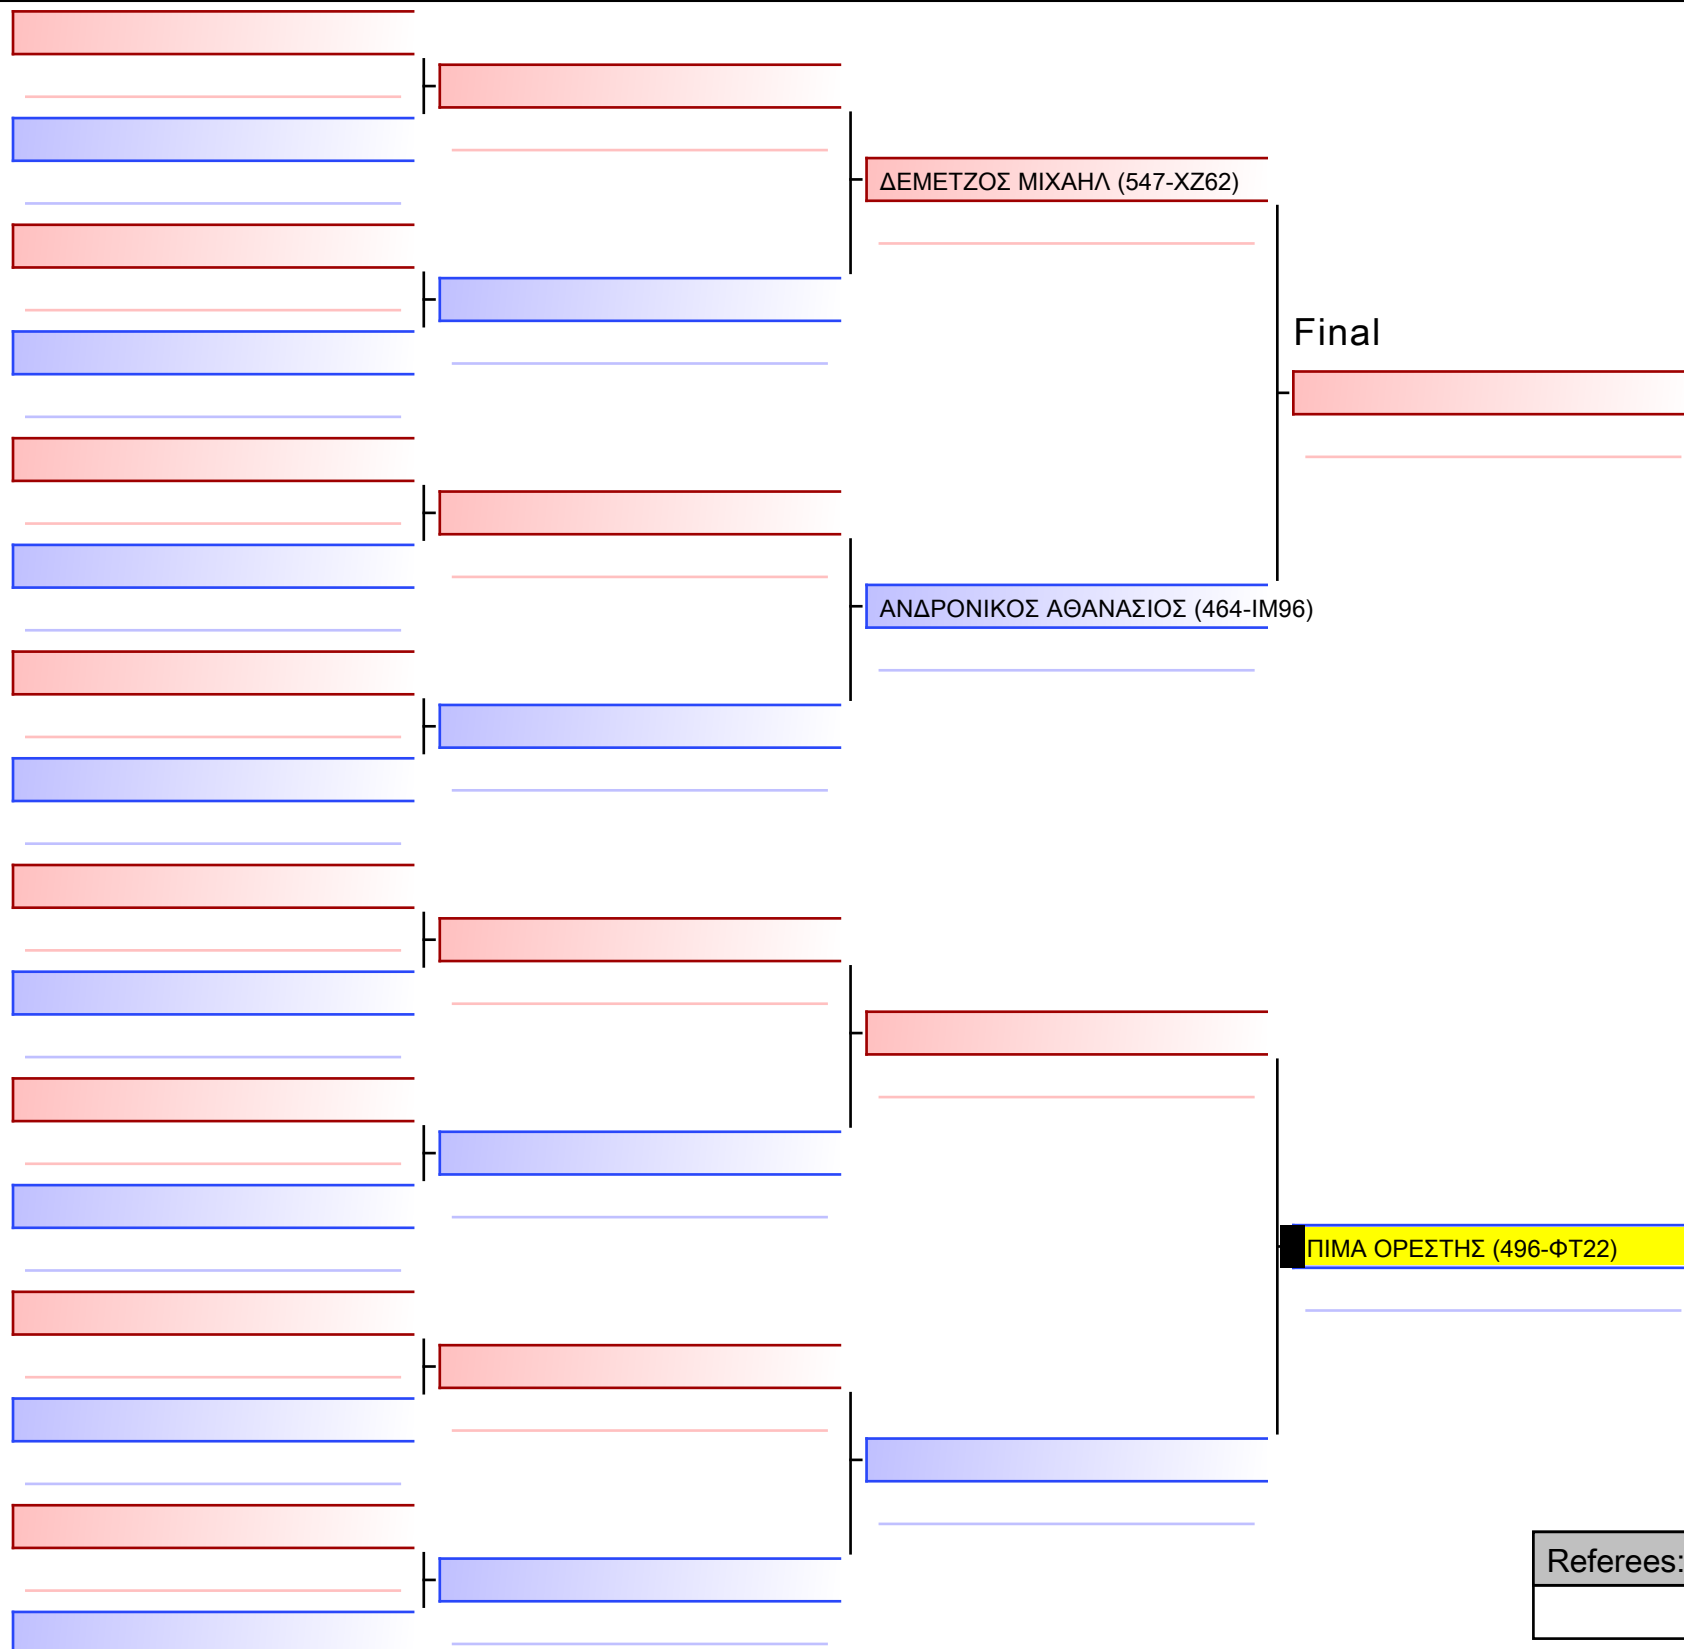 ΔΕΜΕΤΖΟΣ ΜΙΧΑΗΛ (547-ΧΖ62)
Final
ΑΝΔΡΟΝΙΚΟΣ ΑΘΑΝΑΣΙΟΣ (464-ΙΜ96)
ΠΙΜΑ ΟΡΕΣΤΗΣ (496-ΦΤ22)
Referees: